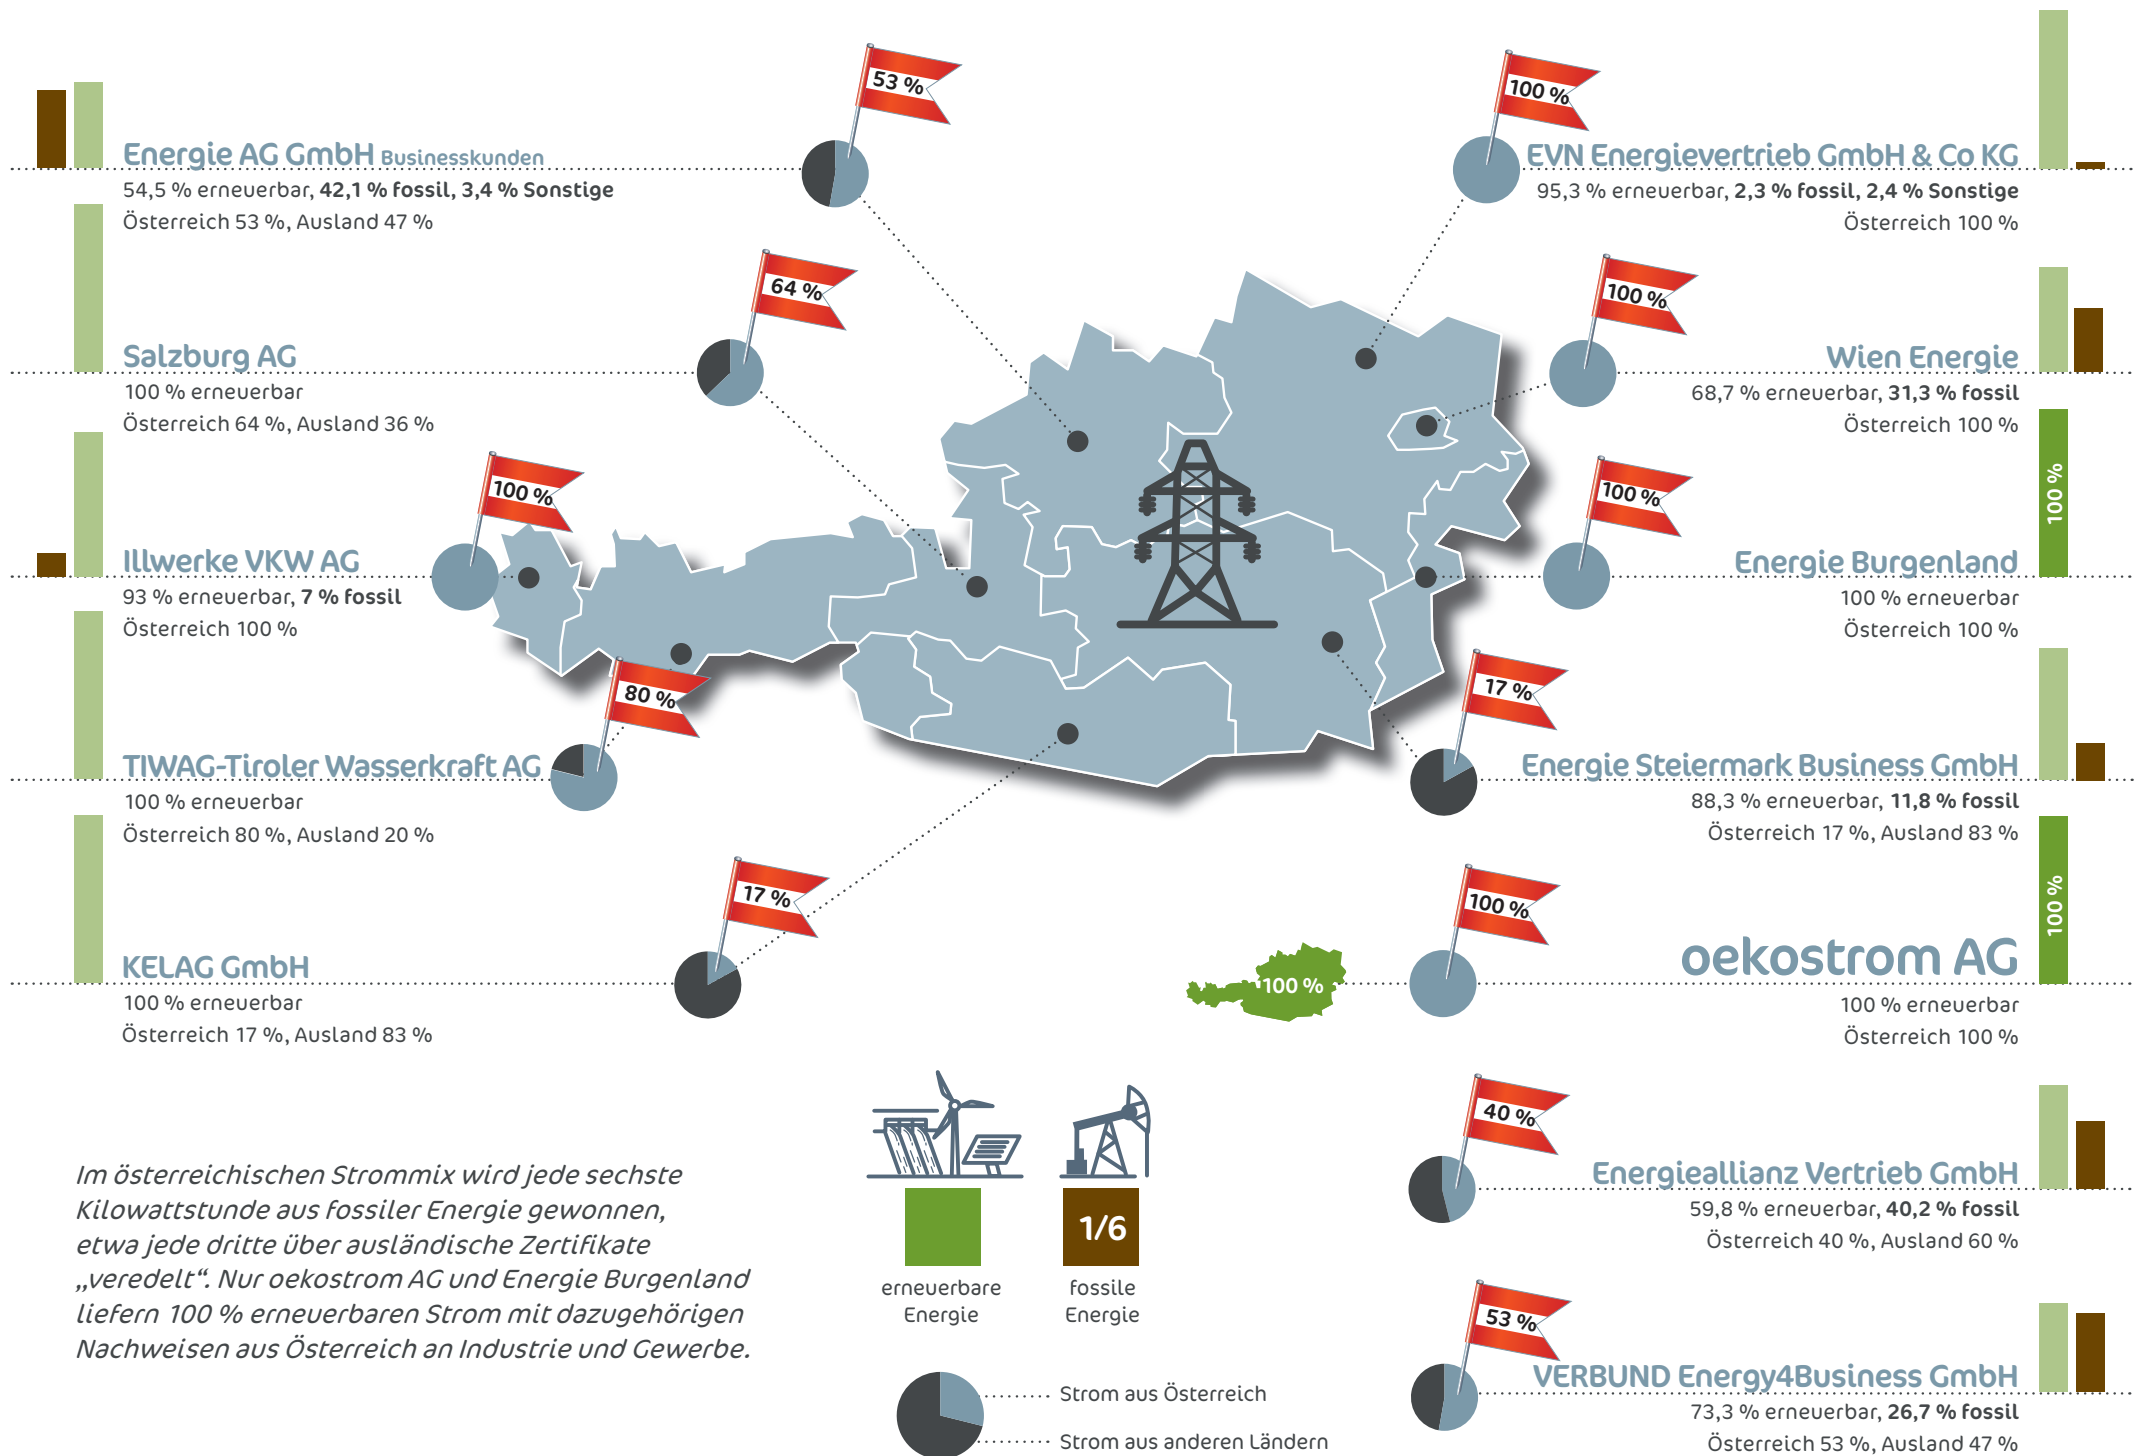 53 %
Energie AG GmbH Businesskunden
54,5 % erneuerbar, 42,1 % fossil, 3,4 % Sonstige
Österreich 53 %, Ausland 47 %
64 %
Salzburg AG
100 % erneuerbar
Österreich 64 %, Ausland 36 %
100 %
Illwerke VKW AG
93 % erneuerbar, 7 % fossil
Österreich 100 %
80 %
TIWAG-Tiroler Wasserkraft AG
100 % erneuerbar
Österreich 80 %, Ausland 20 %
17 %
KELAG GmbH
100 % erneuerbar
Österreich 17 %, Ausland 83 %
100 %
EVN Energievertrieb GmbH & Co KG
95,3 % erneuerbar, 2,3 % fossil, 2,4 % Sonstige
Österreich 100 %
100 %
Wien Energie
68,7 % erneuerbar, 31,3 % fossil
Österreich 100 %
100 %
100 %
Energie Burgenland
100 % erneuerbar
Österreich 100 %
17 %
Energie Steiermark Business GmbH
88,3 % erneuerbar, 11,8 % fossil
Österreich 17 %, Ausland 83 %
100 %
100 %
100 %
oekostrom AG
100 % erneuerbar
Österreich 100 %
40 %
Energieallianz Vertrieb GmbH
59,8 % erneuerbar, 40,2 % fossil
Österreich 40 %, Ausland 60 %
53 %
VERBUND Energy4Business GmbH
73,3 % erneuerbar, 26,7 % fossil
Österreich 53 %, Ausland 47 %
Im österreichischen Strommix wird jede sechste
Kilowattstunde aus fossiler Energie gewonnen,
etwa jede dritte über ausländische Zertifikate
„veredelt“. Nur oekostrom AG und Energie Burgenland
liefern 100 % erneuerbaren Strom mit dazugehörigen
Nachweisen aus Österreich an Industrie und Gewerbe.
1/6
erneuerbare
Energie
fossile
Energie
Strom aus Österreich
Strom aus anderen Ländern